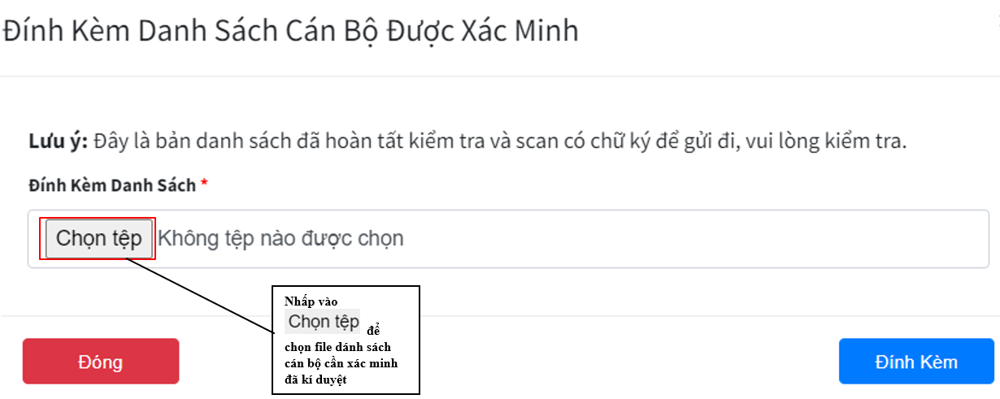 Đính Kèm Danh Sách Cán Bộ Được Xác Minh
Lưu ý: Đây là bản danh sách đã hoàn tất kiểm tra và scan có chữ ký để gửi đi, vui lòng kiểm tra.
Đính Kèm Danh Sách *
Chọn tệp Không tệp nào được chọn
Nhấp vào
Chọn tệp để
chọn file dánh sách
cán bộ cần xác minh
đã kí duyệt
Đóng
Đính Kèm